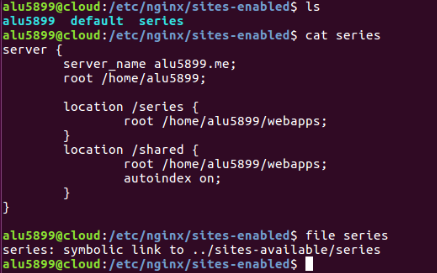 alu5899@cloud:/etc/nginx/sites-enabled$ ls
alu5899  default  series
alu5899@cloud:/etc/nginx/sites-enabled$ cat series
server {
        server_name alu5899.me;
        root /home/alu5899;

        location /series {
                root /home/alu5899/webapps;
        }
        location /shared {
                root /home/alu5899/webapps;
                autoindex on;
        }
}

alu5899@cloud:/etc/nginx/sites-enabled$ file series
series: symbolic link to ../sites-available/series
alu5899@cloud:/etc/nginx/sites-enabled$